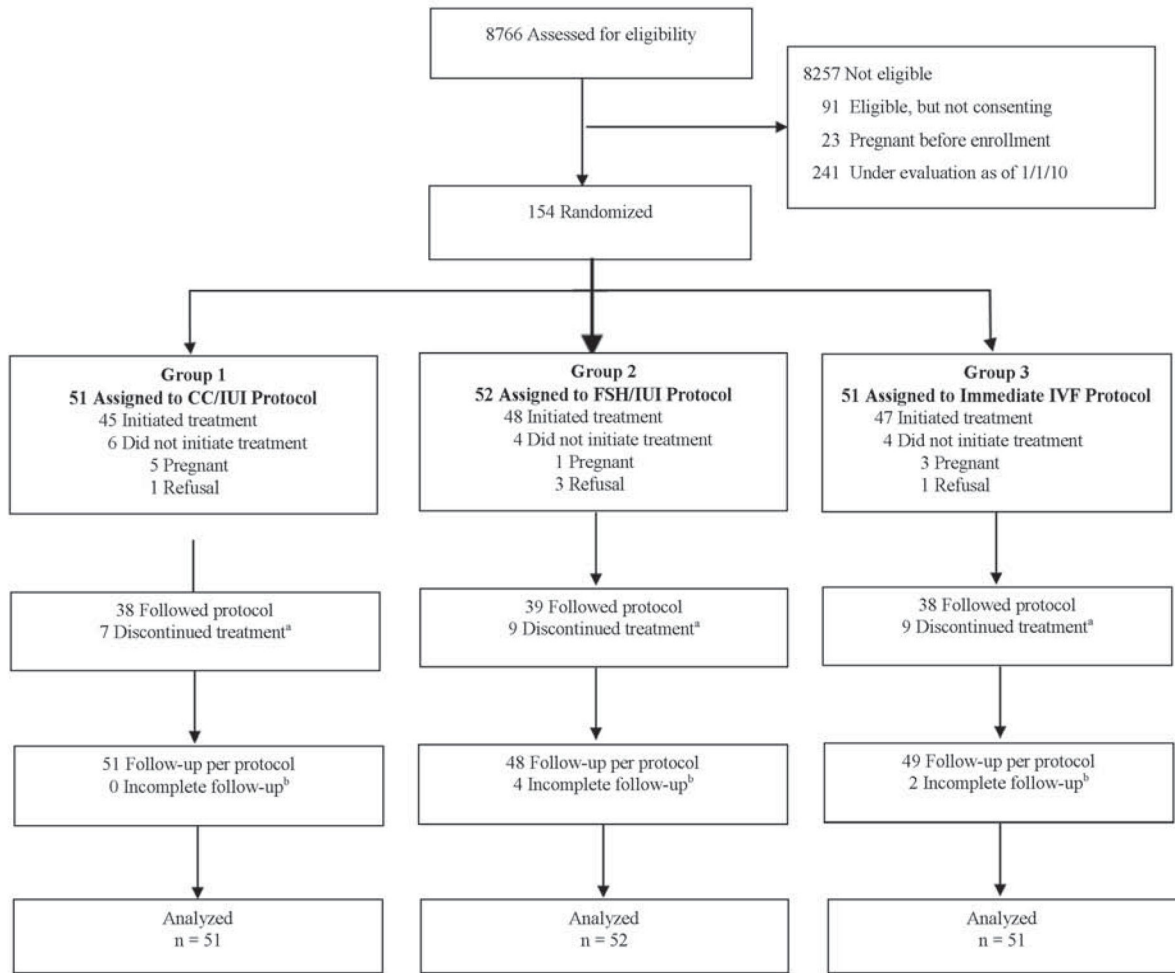 8766 Assessed for eligibility
8257 Not eligible
91 Eligible, but not consenting
23 Pregnant before enrollment
241 Under evaluation as of 1/1/10
154 Randomized
Group 1
51 Assigned to CC/IUI Protocol
45 Initiated treatment
6 Did not initiate treatment
5 Pregnant
1 Refusal
Group 2
52 Assigned to FSH/IUI Protocol
48 Initiated treatment
4 Did not initiate treatment
1 Pregnant
3 Refusal
Group 3
51 Assigned to Immediate IVF Protocol
47 Initiated treatment
4 Did not initiate treatment
3 Pregnant
1 Refusal
38 Followed protocol
7 Discontinued treatmentᵃ
39 Followed protocol
9 Discontinued treatmentᵃ
38 Followed protocol
9 Discontinued treatmentᵃ
51 Follow-up per protocol
0 Incomplete follow-upᵇ
48 Follow-up per protocol
4 Incomplete follow-upᵇ
49 Follow-up per protocol
2 Incomplete follow-upᵇ
Analyzed
n = 51
Analyzed
n = 52
Analyzed
n = 51